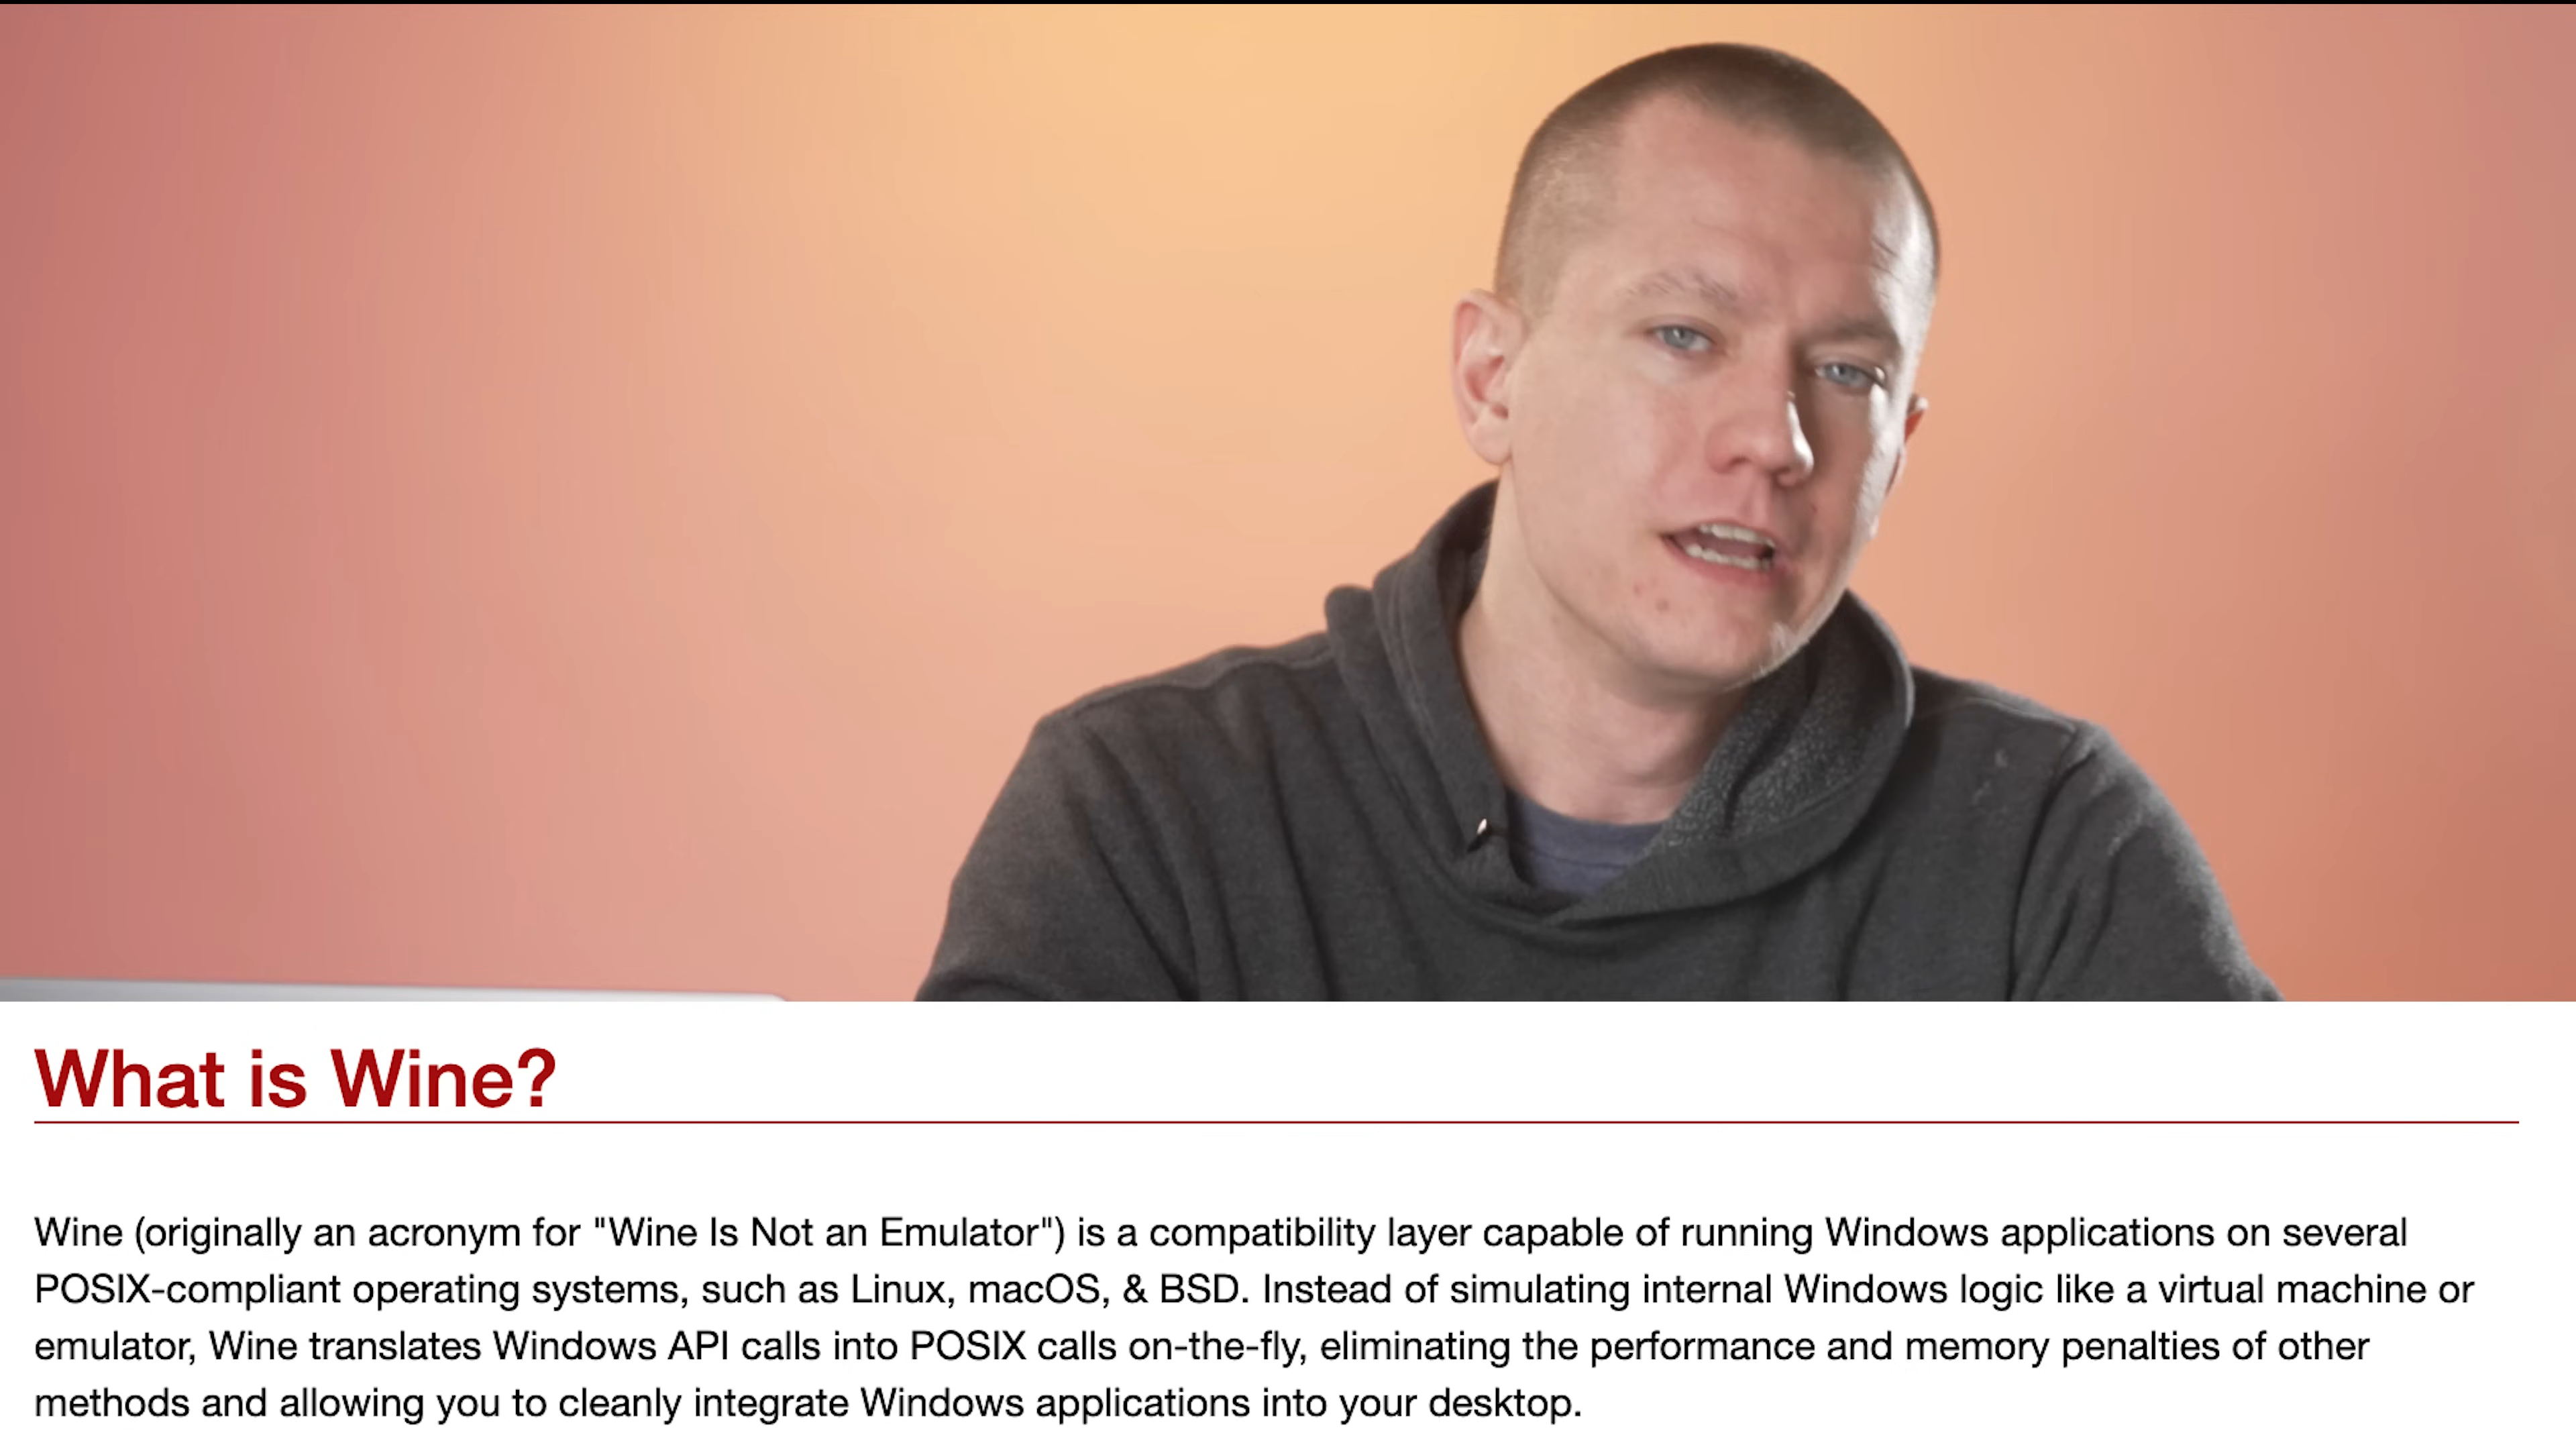 What is Wine?
Wine (originally an acronym for "Wine Is Not an Emulator") is a compatibility layer capable of running Windows applications on several
POSIX-compliant operating systems, such as Linux, macOS, & BSD. Instead of simulating internal Windows logic like a virtual machine or
emulator, Wine translates Windows API calls into POSIX calls on-the-fly, eliminating the performance and memory penalties of other
methods and allowing you to cleanly integrate Windows applications into your desktop.